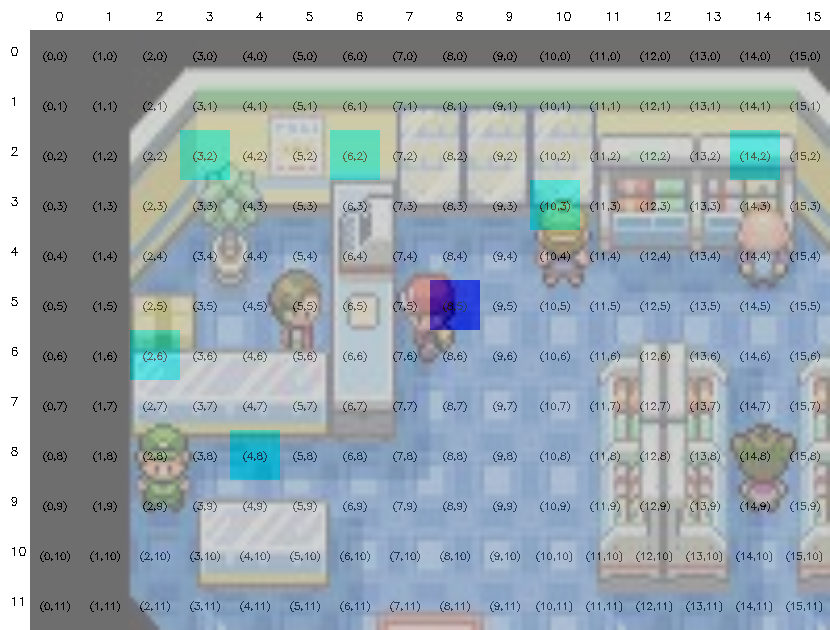 0 1 2 3 4 5 6 7 8 9 10 11 12 13 14 15
0 (0,0) (1,0) (2,0) (3,0) (4,0) (5,0) (6,0) (7,0) (8,0) (9,0) (10,0) (11,0) (12,0) (13,0) (14,0) (15,0)
1 (0,1) (1,1) (2,1) (3,1) (4,1) (5,1) (6,1) (7,1) (8,1) (9,1) (10,1) (11,1) (12,1) (13,1) (14,1) (15,1)
2 (0,2) (1,2) (2,2) (3,2) (4,2) (5,2) (6,2) (7,2) (8,2) (9,2) (10,2) (11,2) (12,2) (13,2) (14,2) (15,2)
3 (0,3) (1,3) (2,3) (3,3) (4,3) (5,3) (6,3) (7,3) (8,3) (9,3) (10,3) (11,3) (12,3) (13,3) (14,3) (15,3)
4 (0,4) (1,4) (2,4) (3,4) (4,4) (5,4) (6,4) (7,4) (8,4) (9,4) (10,4) (11,4) (12,4) (13,4) (14,4) (15,4)
5 (0,5) (1,5) (2,5) (3,5) (4,5) (5,5) (6,5) (7,5) (8,5) (9,5) (10,5) (11,5) (12,5) (13,5) (14,5) (15,5)
6 (0,6) (1,6) (2,6) (3,6) (4,6) (5,6) (6,6) (7,6) (8,6) (9,6) (10,6) (11,6) (12,6) (13,6) (14,6) (15,6)
7 (0,7) (1,7) (2,7) (3,7) (4,7) (5,7) (6,7) (7,7) (8,7) (9,7) (10,7) (11,7) (12,7) (13,7) (14,7) (15,7)
8 (0,8) (1,8) (2,8) (3,8) (4,8) (5,8) (6,8) (7,8) (8,8) (9,8) (10,8) (11,8) (12,8) (13,8) (14,8) (15,8)
9 (0,9) (1,9) (2,9) (3,9) (4,9) (5,9) (6,9) (7,9) (8,9) (9,9) (10,9) (11,9) (12,9) (13,9) (14,9) (15,9)
10 (0,10) (1,10) (2,10) (3,10) (4,10) (5,10) (6,10) (7,10) (8,10) (9,10) (10,10) (11,10) (12,10) (13,10) (14,10) (15,10)
11 (0,11) (1,11) (2,11) (3,11) (4,11) (5,11) (6,11) (7,11) (8,11) (9,11) (10,11) (11,11) (12,11) (13,11) (14,11) (15,11)